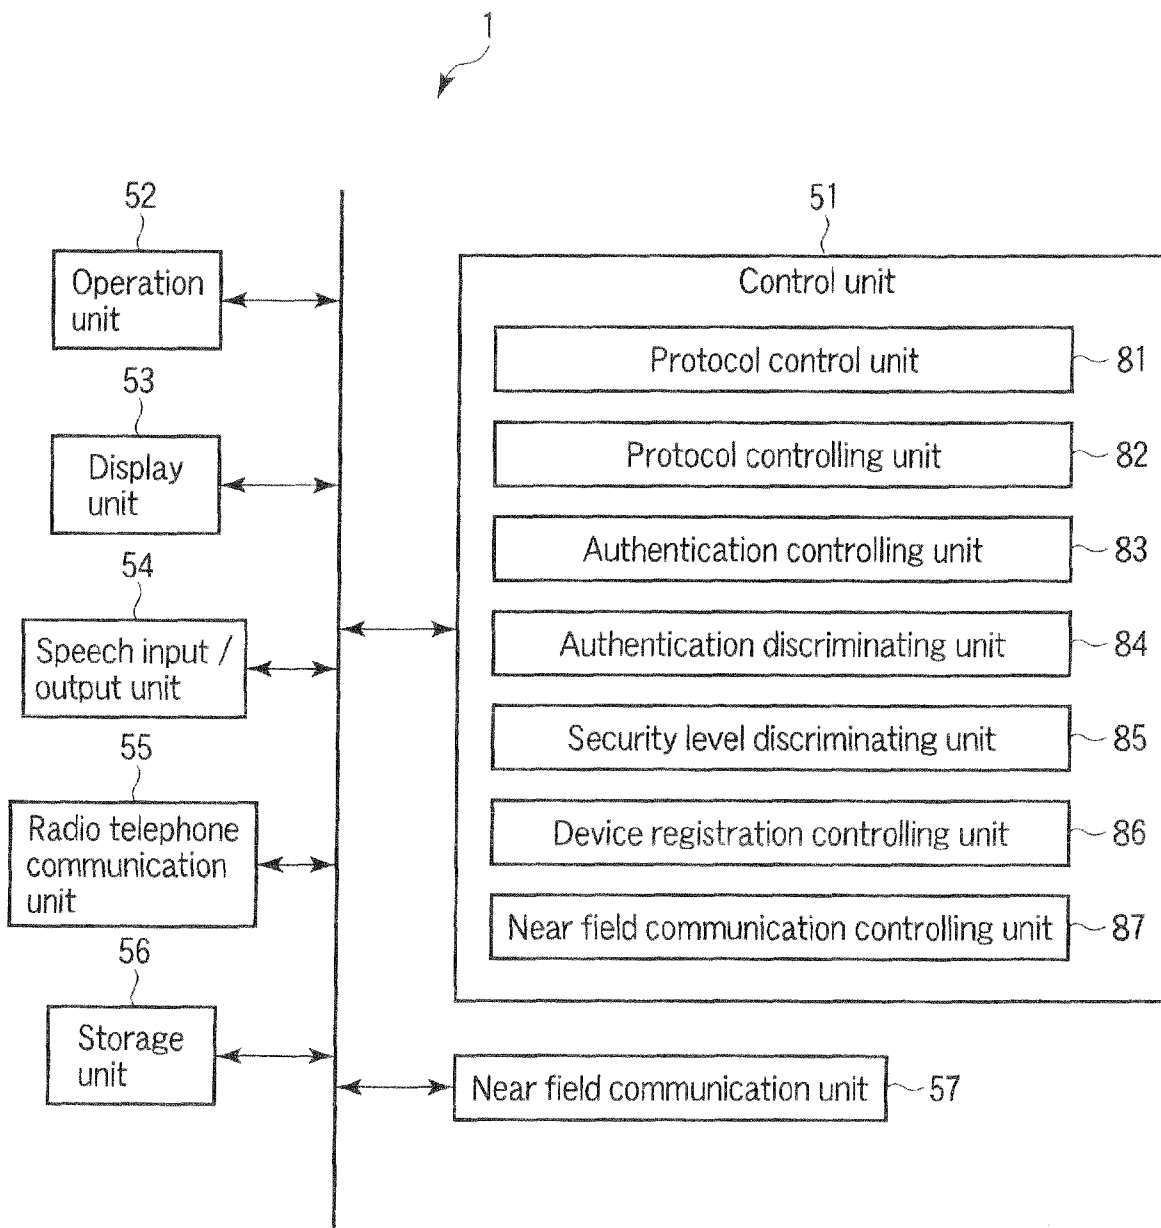 1
52
Operation
unit
53
Display
unit
54
Speech input /
output unit
55
Radio telephone
communication
unit
56
Storage
unit
51
Control unit
Protocol control unit
81
Protocol controlling unit
82
Authentication controlling unit
83
Authentication discriminating unit
84
Security level discriminating unit
85
Device registration controlling unit
86
Near field communication controlling unit
87
Near field communication unit
57